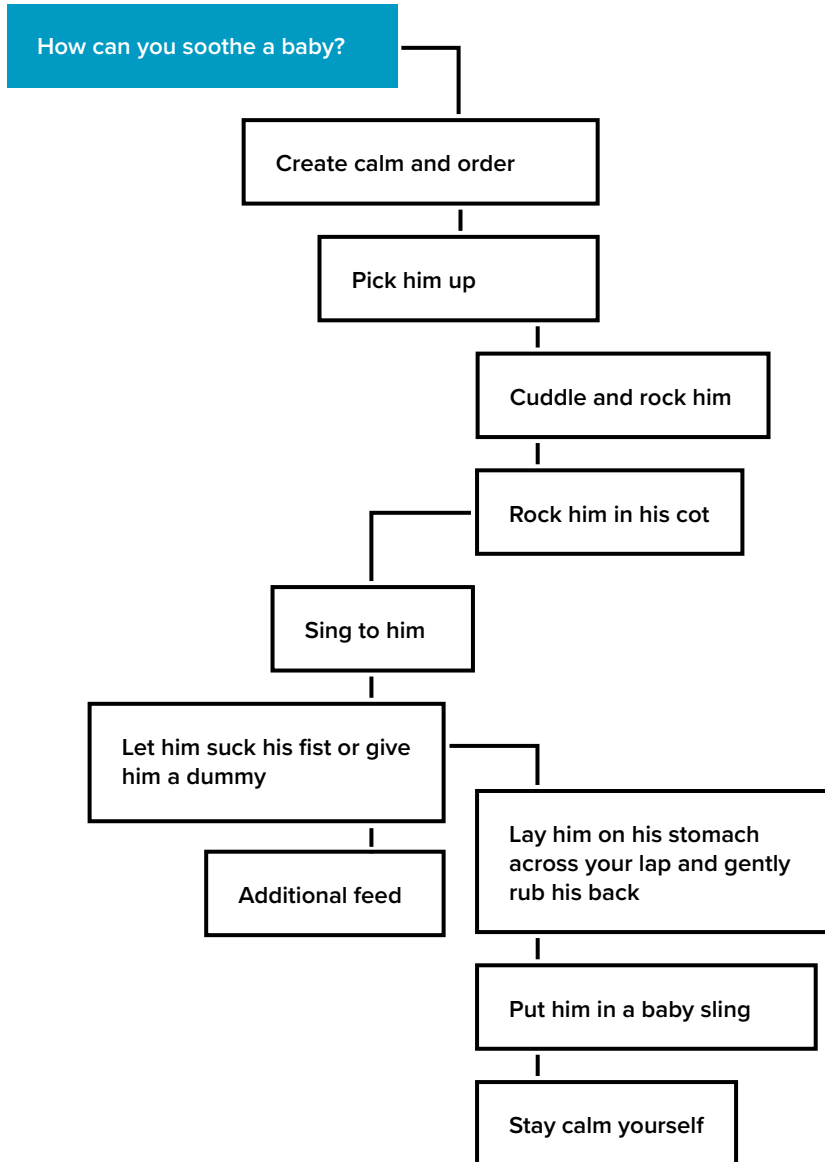 How can you soothe a baby?
Create calm and order
Pick him up
Cuddle and rock him
Rock him in his cot
Sing to him
Let him suck his fist or give
him a dummy
Additional feed
Lay him on his stomach
across your lap and gently
rub his back
Put him in a baby sling
Stay calm yourself